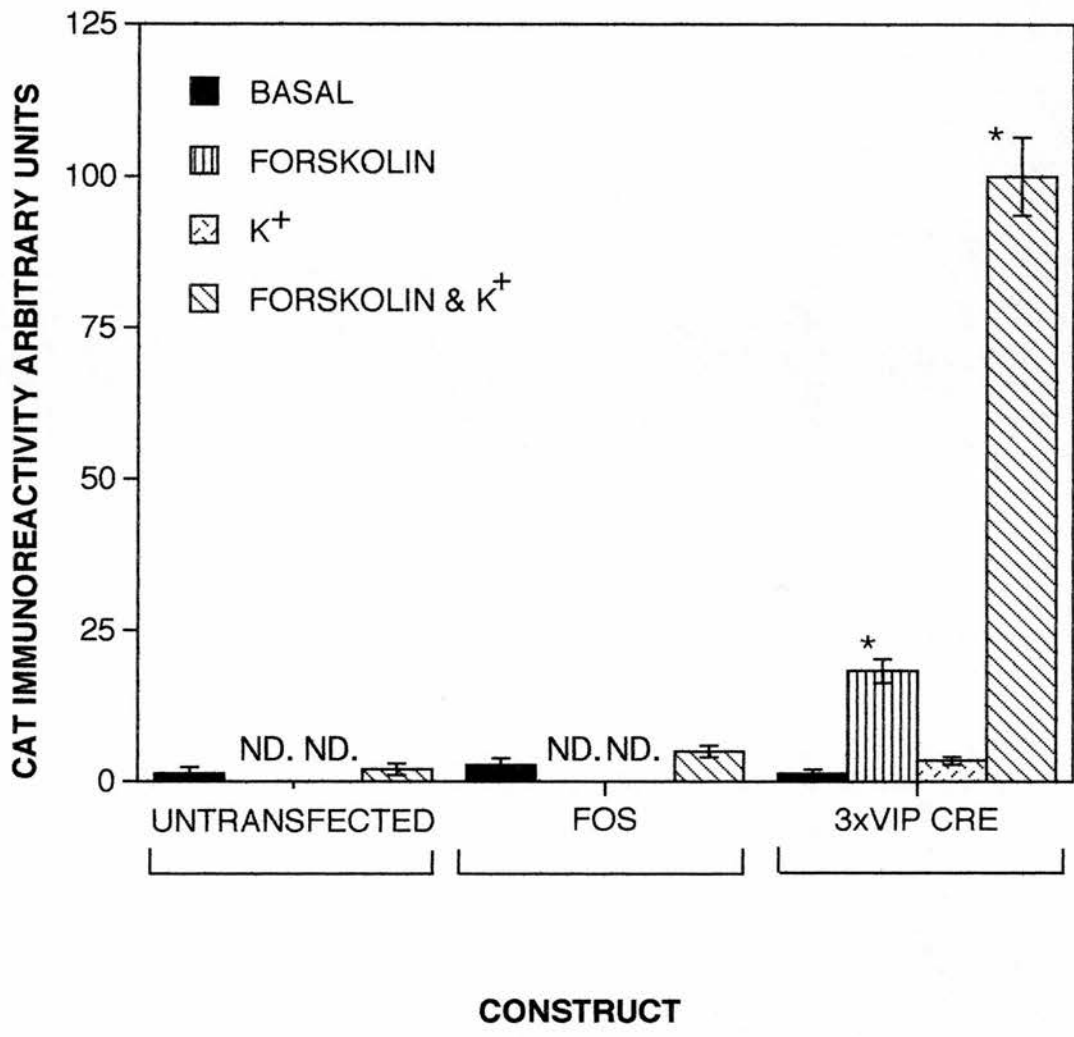 CAT IMMUNOREACTIVITY ARBITRARY UNITS
125
100
75
50
25
0
BASAL
FORSKOLIN
K+
FORSKOLIN & K+
*
*
ND. ND.
ND. ND.
UNTRANSFECTED
FOS
3xVIP CRE
CONSTRUCT